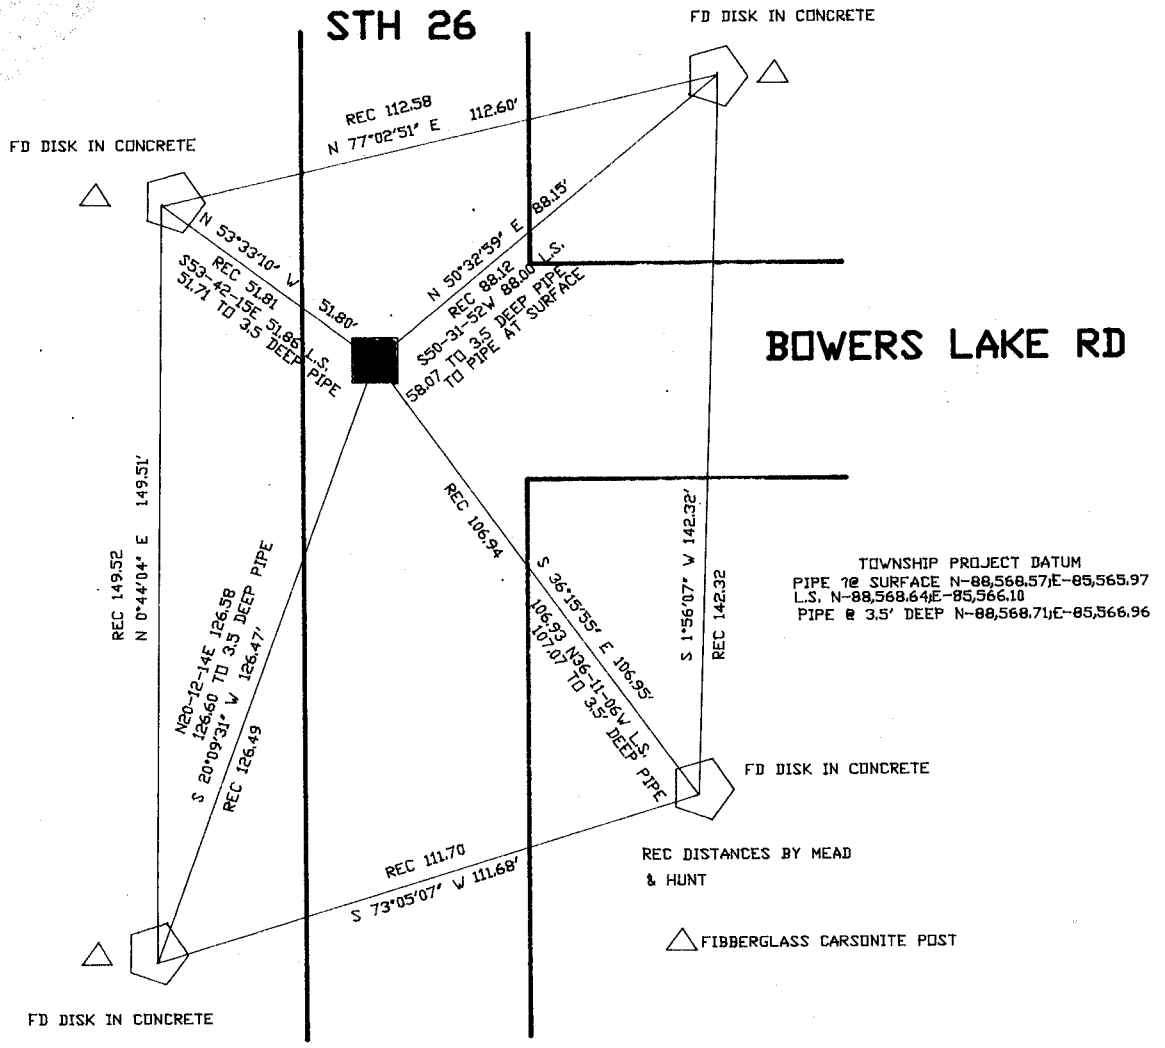 STH 26
FD DISK IN CONCRETE
REC 112.58
N 77°02'51" E 112.60'
FD DISK IN CONCRETE
N 53°33'10" W 51.80'
REC 51.81
S53-42-15E 51.86 L.S.
51.71 TO 3.5 DEEP PIPE
N 50°32'59" E 88.15'
REC 88.12
S50-31-52W 88.00 L.S.
58.07 TO 3.5 DEEP PIPE
TO PIPE AT SURFACE
BOWERS LAKE RD
REC 149.52
N 0°44'04" E 149.51'
REC 106.94
S 36°15'55" E 106.95'
106.93 N36-11-06W L.S.
107.07 TO 3.5' DEEP PIPE
S 1°56'07" W 142.32'
REC 142.32
TOWNSHIP PROJECT DATUM
PIPE ?@ SURFACE N-88,568.57;E-85,565.97
L.S. N-88,568.64;E-85,566.10
PIPE @ 3.5' DEEP N-88,568.71;E-85,566.96
N20-12-14E 126.58
126.60 TO 3.5 DEEP PIPE
S 20°09'31" W 126.47'
REC 126.49
FD DISK IN CONCRETE
REC 111.70
S 73°05'07" W 111.68'
REC DISTANCES BY MEAD
& HUNT
FIBBERGLASS CARSONITE POST
FD DISK IN CONCRETE